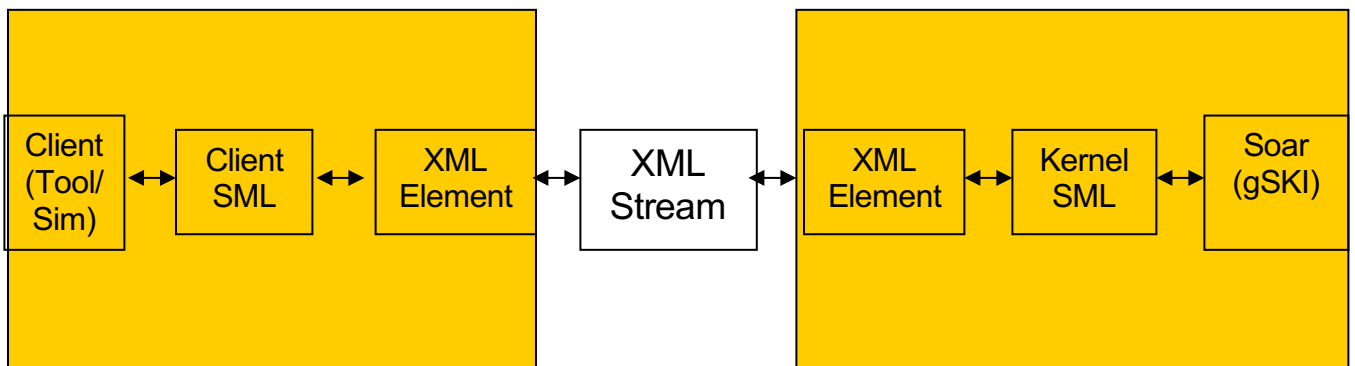 Client
(Tool/
Sim)
Client
SML
XML
Element
XML
Stream
XML
Element
Kernel
SML
Soar
(gSKI)